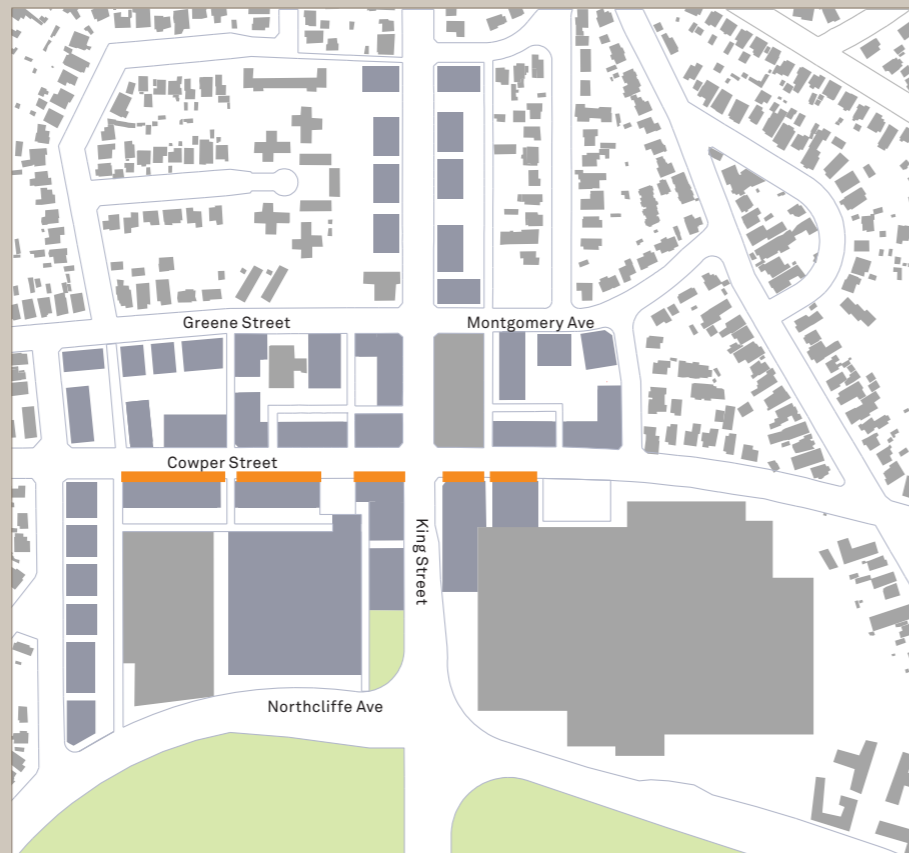 Greene Street
Montgomery Ave
Cowper Street
King Street
Northcliffe Ave